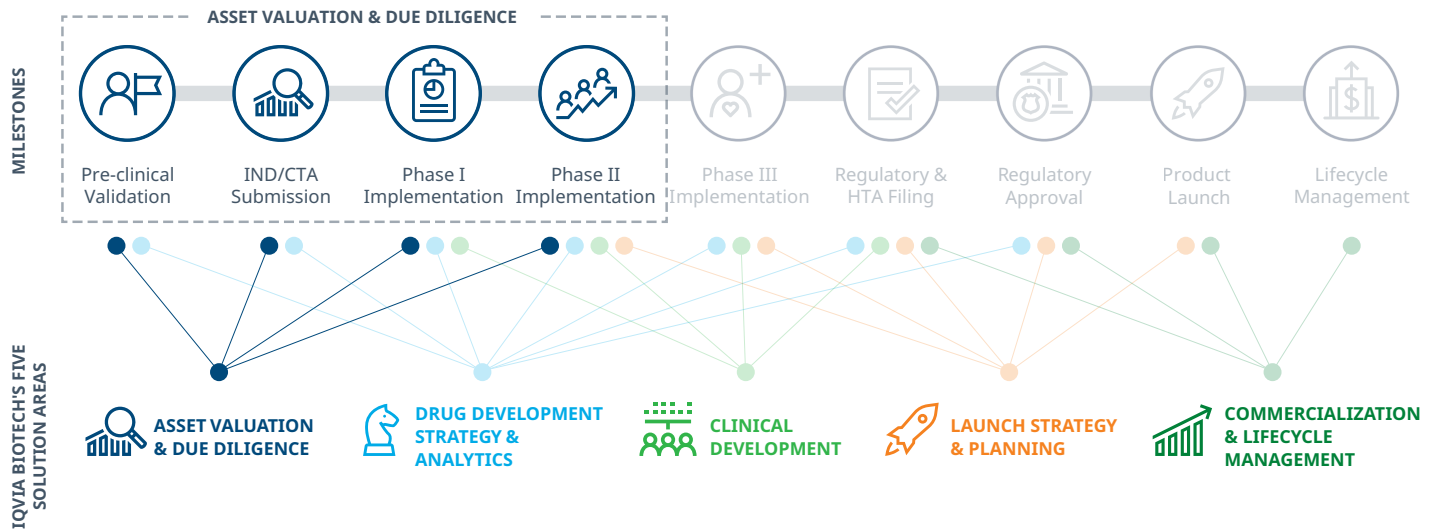 ASSET VALUATION & DUE DILIGENCE
MILESTONES
Pre-clinical
Validation
IND/CTA
Submission
Phase I
Implementation
Phase II
Implementation
Phase III
Implementation
Regulatory &
HTA Filing
Regulatory
Approval
Product
Launch
Lifecycle
Management
IQVIA BIOTECH'S FIVE
SOLUTION AREAS
ASSET VALUATION
& DUE DILIGENCE
DRUG DEVELOPMENT
STRATEGY &
ANALYTICS
CLINICAL
DEVELOPMENT
LAUNCH STRATEGY
& PLANNING
COMMERCIALIZATION
& LIFECYCLE
MANAGEMENT